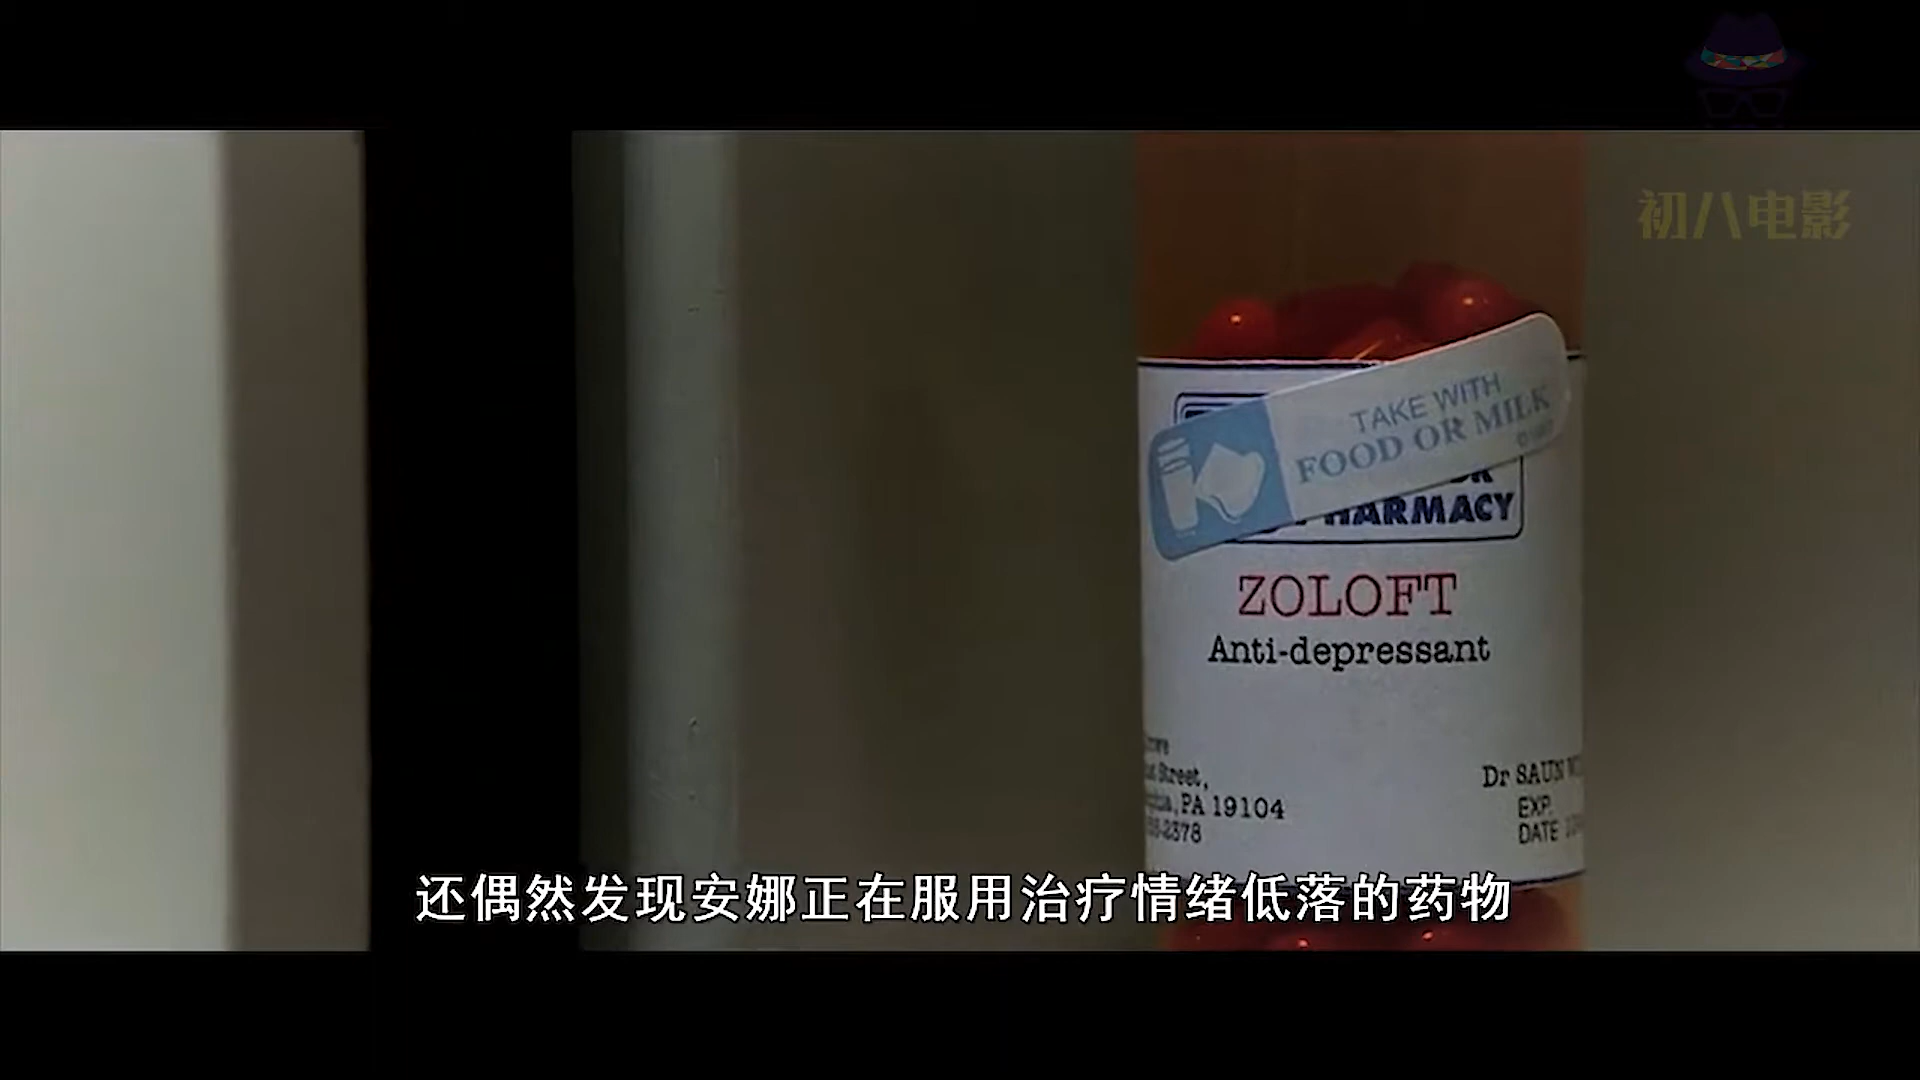 初八电影
TAKE WITH
FOOD OR MILK
PHARMACY
ZOLOFT
Anti-depressant
Street,
PA 19104
2378
Dr SAUN
EXP.
DATE
还偶然发现安娜正在服用治疗情绪低落的药物